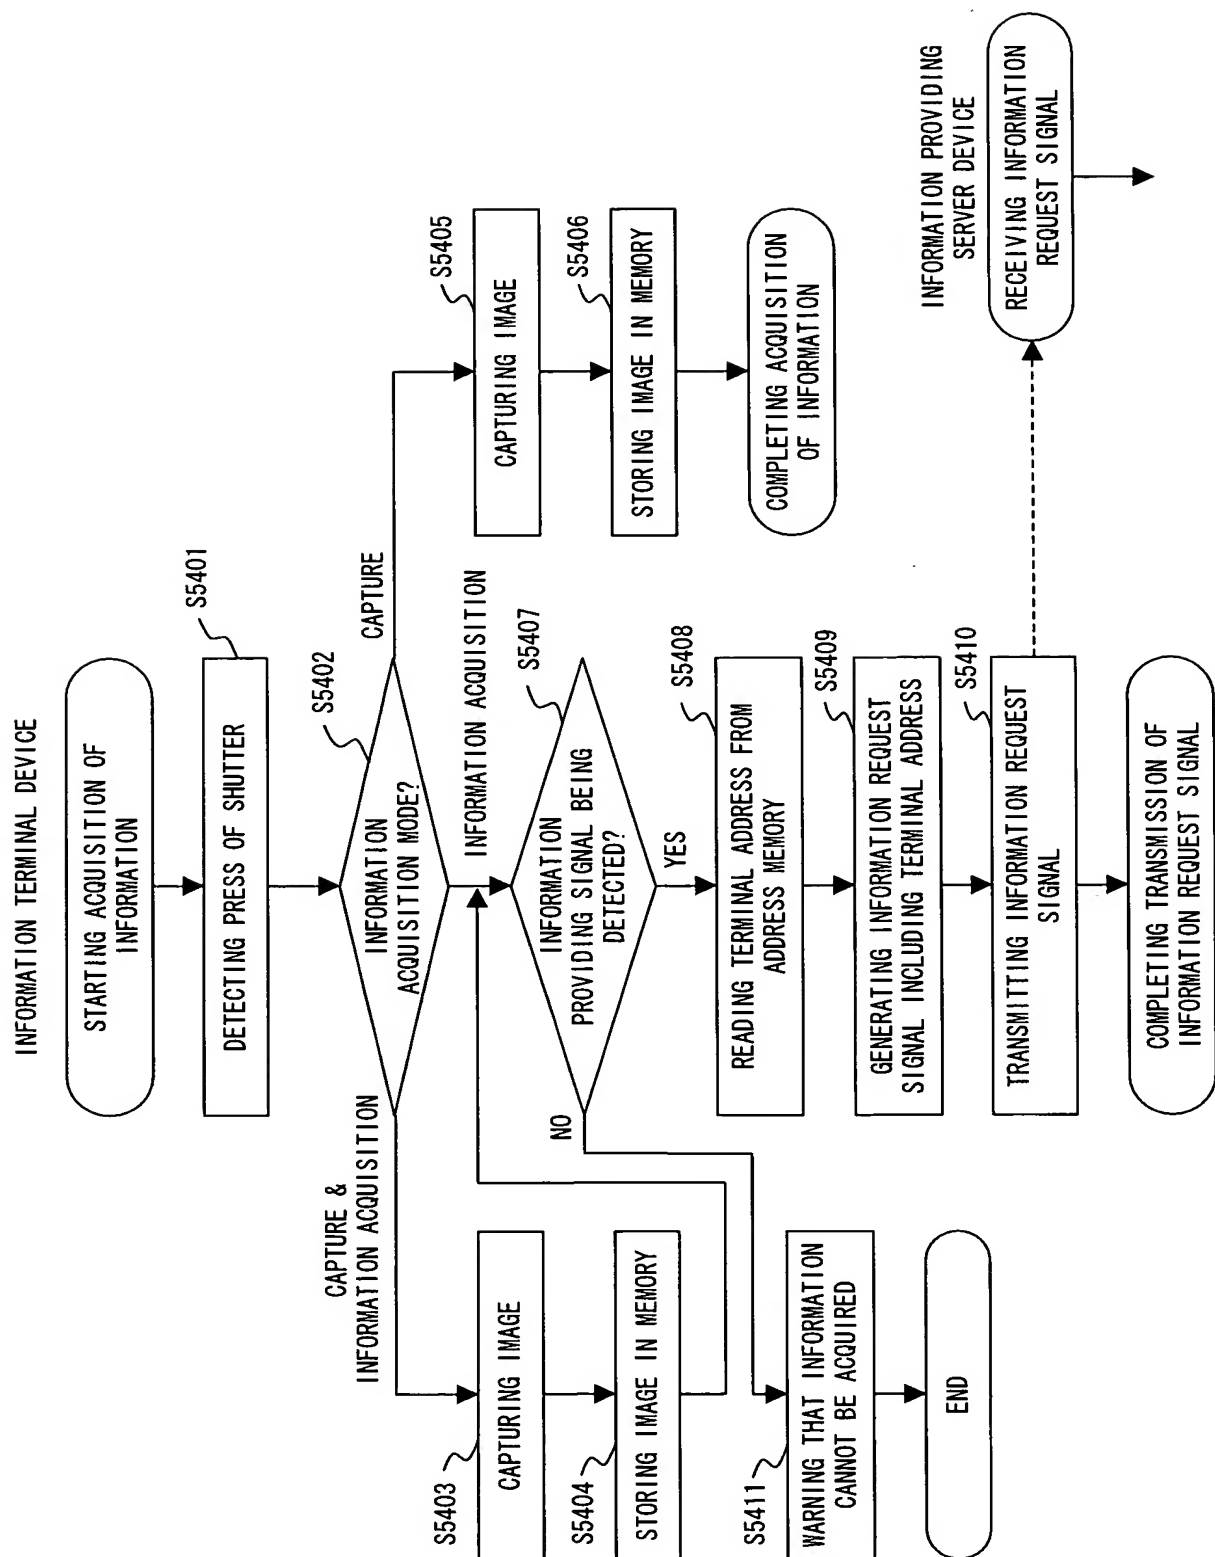 INFORMATION TERMINAL DEVICE
STARTING ACQUISITION OF
INFORMATION
S5401
DETECTING PRESS OF SHUTTER
S5402
INFORMATION
ACQUISITION MODE?
CAPTURE &
INFORMATION ACQUISITION
CAPTURE
INFORMATION ACQUISITION
S5403
CAPTURING IMAGE
S5404
STORING IMAGE IN MEMORY
S5405
CAPTURING IMAGE
S5406
STORING IMAGE IN MEMORY
COMPLETING ACQUISITION
OF INFORMATION
S5407
INFORMATION
PROVIDING SIGNAL BEING
DETECTED?
NO
YES
S5408
READING TERMINAL ADDRESS FROM
ADDRESS MEMORY
S5409
GENERATING INFORMATION REQUEST
SIGNAL INCLUDING TERMINAL ADDRESS
S5410
TRANSMITTING INFORMATION REQUEST
SIGNAL
COMPLETING TRANSMISSION OF
INFORMATION REQUEST SIGNAL
S5411
WARNING THAT INFORMATION
CANNOT BE ACQUIRED
END
INFORMATION PROVIDING
SERVER DEVICE
RECEIVING INFORMATION
REQUEST SIGNAL